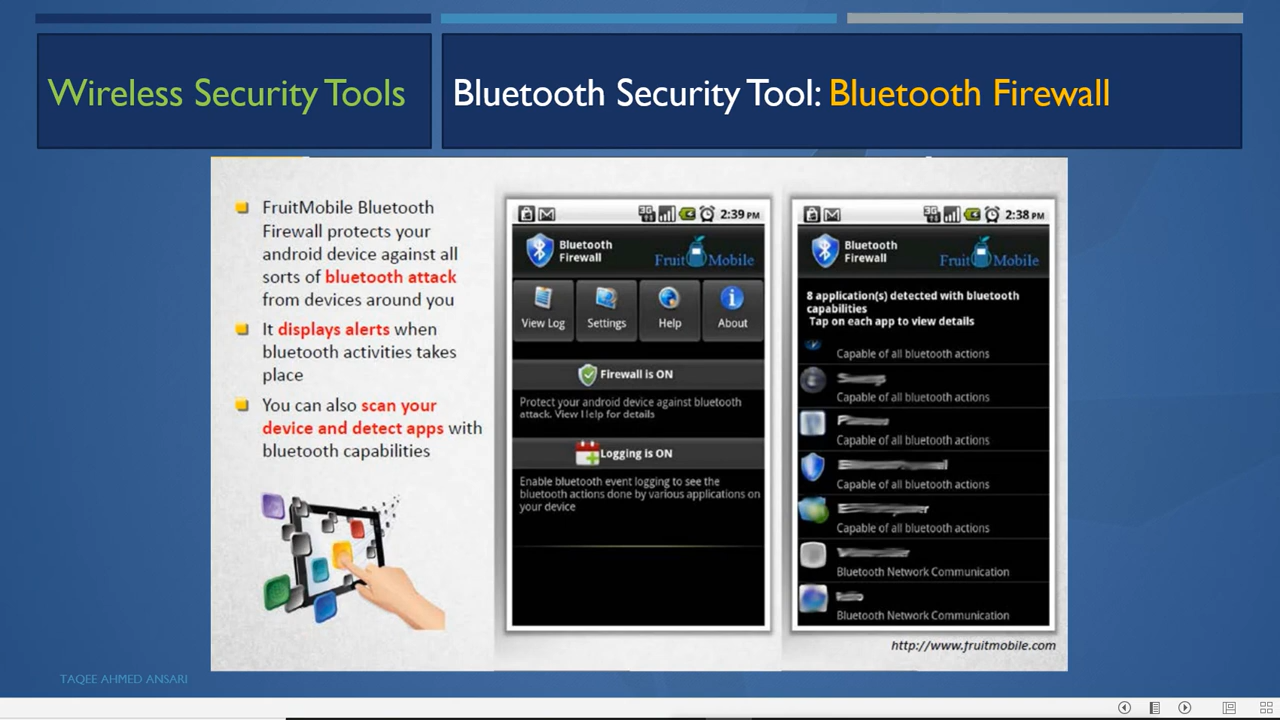 Wireless Security Tools
Bluetooth Security Tool: Bluetooth Firewall
FruitMobile Bluetooth
Firewall protects your
android device against all
sorts of bluetooth attack
from devices around you
It displays alerts when
bluetooth activities takes
place
You can also scan your
device and detect apps with
bluetooth capabilities
3G
2:39 PM
Bluetooth
Firewall
Fruit Mobile
View Log
Settings
Help
About
Firewall is ON
Protect your android device against bluetooth
attack. View Help for details
Logging is ON
Enable bluetooth event logging to see the
bluetooth actions done by various applications on
your device
3G
2:38 PM
Bluetooth
Firewall
Fruit Mobile
8 application(s) detected with bluetooth
capabilities
Tap on each app to view details
Capable of all bluetooth actions
Capable of all bluetooth actions
Capable of all bluetooth actions
Capable of all bluetooth actions
Capable of all bluetooth actions
Bluetooth Network Communication
Bluetooth Network Communication
http://www.fruitmobile.com
TAQEE AHMED ANSARI